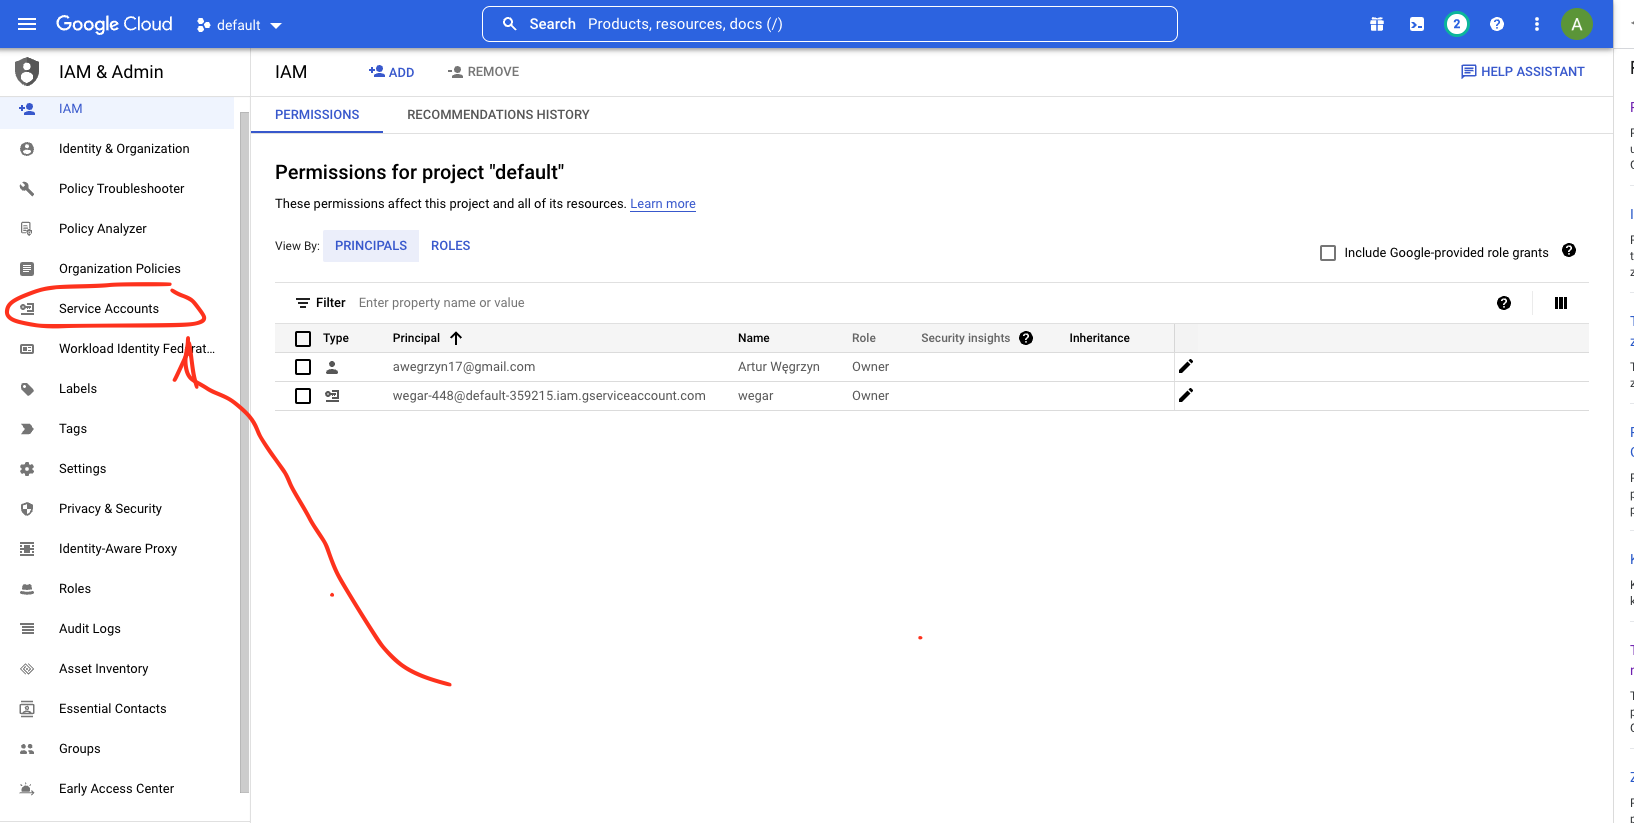 Google Cloud
default
Search Products, resources, docs (/)
2
A
IAM & Admin
IAM
Identity & Organization
Policy Troubleshooter
Policy Analyzer
Organization Policies
Service Accounts
Workload Identity Federat...
Labels
Tags
Settings
Privacy & Security
Identity-Aware Proxy
Roles
Audit Logs
Asset Inventory
Essential Contacts
Groups
Early Access Center
IAM
ADD
REMOVE
HELP ASSISTANT
PERMISSIONS
RECOMMENDATIONS HISTORY
Permissions for project "default"
These permissions affect this project and all of its resources. Learn more
View By: PRINCIPALS ROLES
Include Google-provided role grants
Filter Enter property name or value
Type Principal Name Role Security insights Inheritance
awegrzyn17@gmail.com Artur Węgrzyn Owner
wegar-448@default-359215.iam.gserviceaccount.com wegar Owner